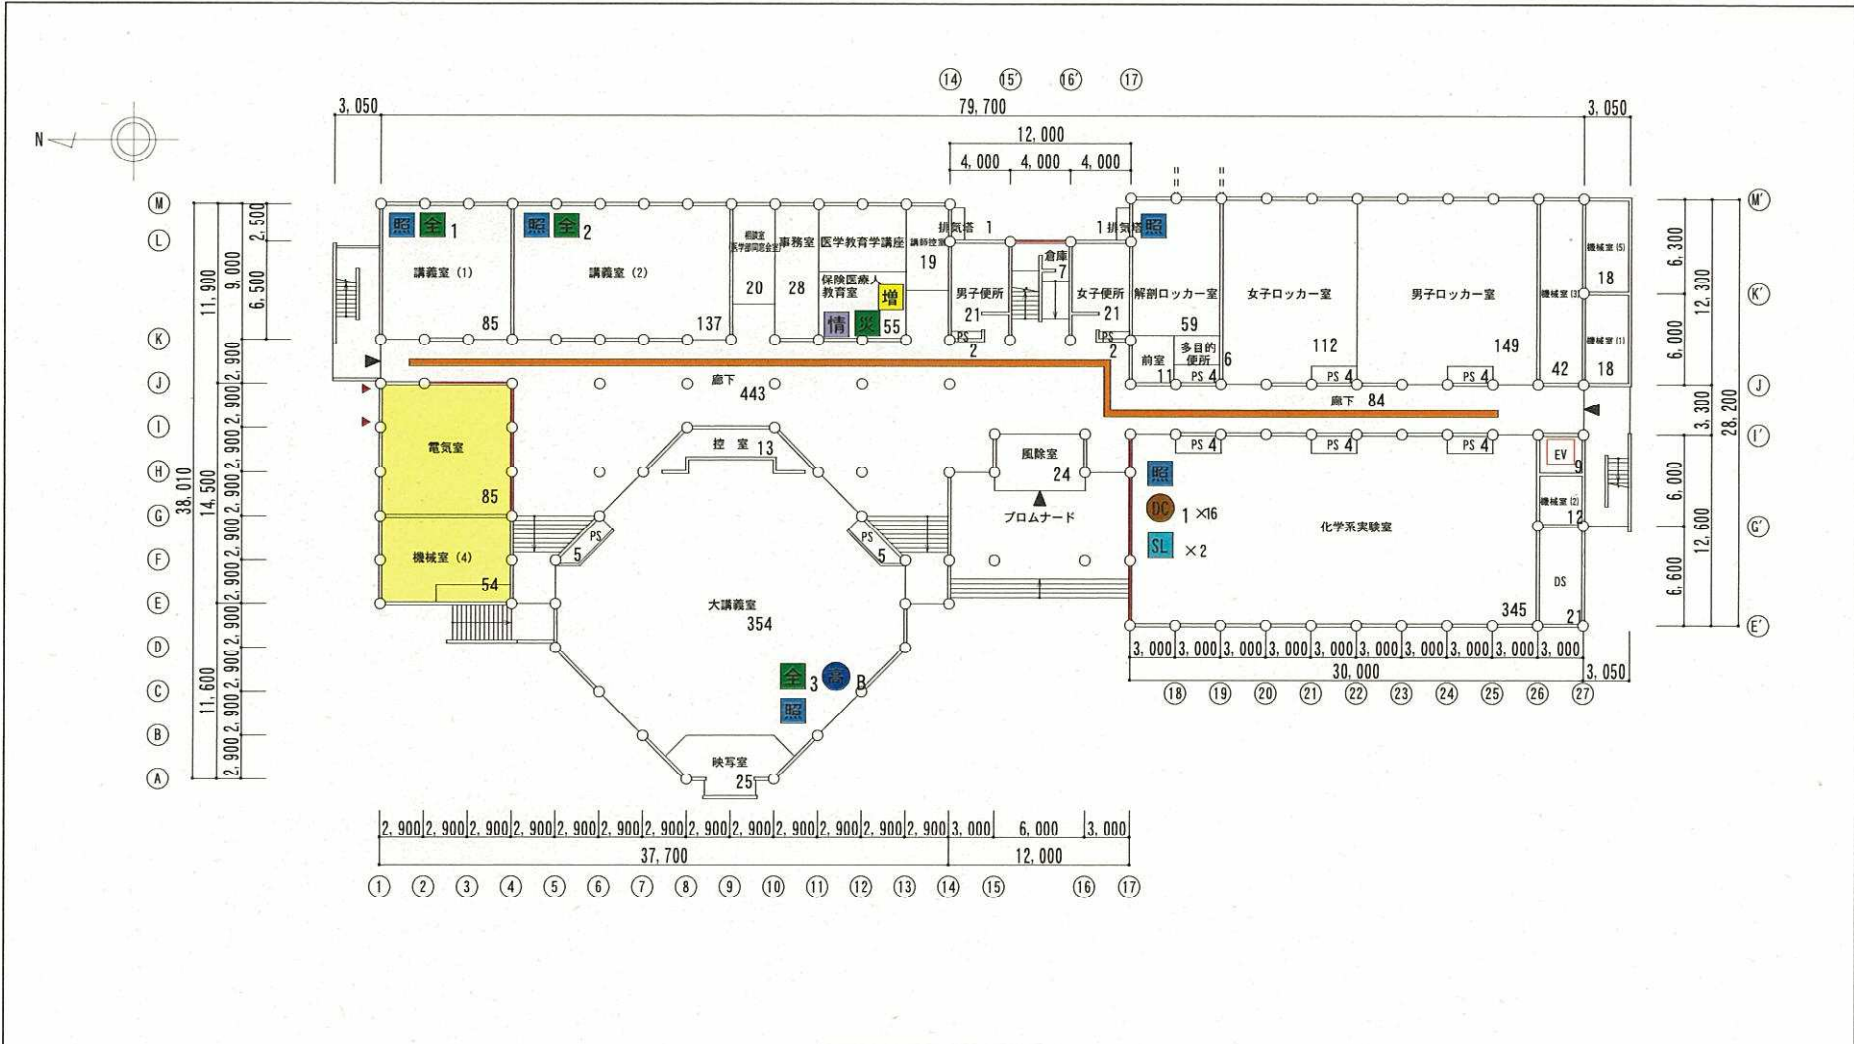 ⑭ ⑮' ⑯' ⑰
3,050 79,700 3,050
N
12,000
4,000 4,000 4,000
Ⓜ Ⓛ Ⓚ Ⓙ Ⓘ Ⓗ Ⓖ Ⓕ Ⓔ Ⓓ Ⓒ Ⓑ Ⓐ
2,500
6,500
9,000
11,900
38,010
14,500
11,600
2,900 2,900 2,900 2,900 2,900 2,900 2,900 2,900 2,900 2,900
照 全 1
講義室 (1)
85
照 全 2
講義室 (2)
137
相談室
(医学部同窓会室)
20
事務室
28
医学教育学講座
保険医療人
教育室
増
情 災 55
講師控室
19
排気塔 1
男子便所
21
PS
2
倉庫
7
1 排気塔
女子便所
21
PS
2
照
解剖ロッカー室
59
前室
11
多目的
便所
6
PS 4
女子ロッカー室
112
PS 4
男子ロッカー室
149
PS 4
機械室 (3)
42
機械室 (5)
18
機械室 (1)
18
廊下
443
廊下 84
電気室
85
機械室 (4)
54
控室 13
PS
5
PS
5
大講義室
354
全 3 高 B
照
映写室
25
風除室
24
プロムナード
PS 4
PS 4
PS 4
照
DC 1 ×16
SL ×2
化学系実験室
345
EV
9
機械室 (2)
12
DS
21
Ⓜ' Ⓚ' Ⓙ Ⓘ' Ⓖ' Ⓔ'
6,300
6,000
12,300
3,300
28,200
6,000
6,600
12,600
3,000 3,000 3,000 3,000 3,000 3,000 3,000 3,000 3,000 3,000
30,000 3,050
⑱ ⑲ ⑳ ㉑ ㉒ ㉓ ㉔ ㉕ ㉖ ㉗
2,900 2,900 2,900 2,900 2,900 2,900 2,900 2,900 2,900 2,900 2,900 2,900 2,900 3,000 6,000 3,000
37,700 12,000
① ② ③ ④ ⑤ ⑥ ⑦ ⑧ ⑨ ⑩ ⑪ ⑫ ⑬ ⑭ ⑮ ⑯ ⑰